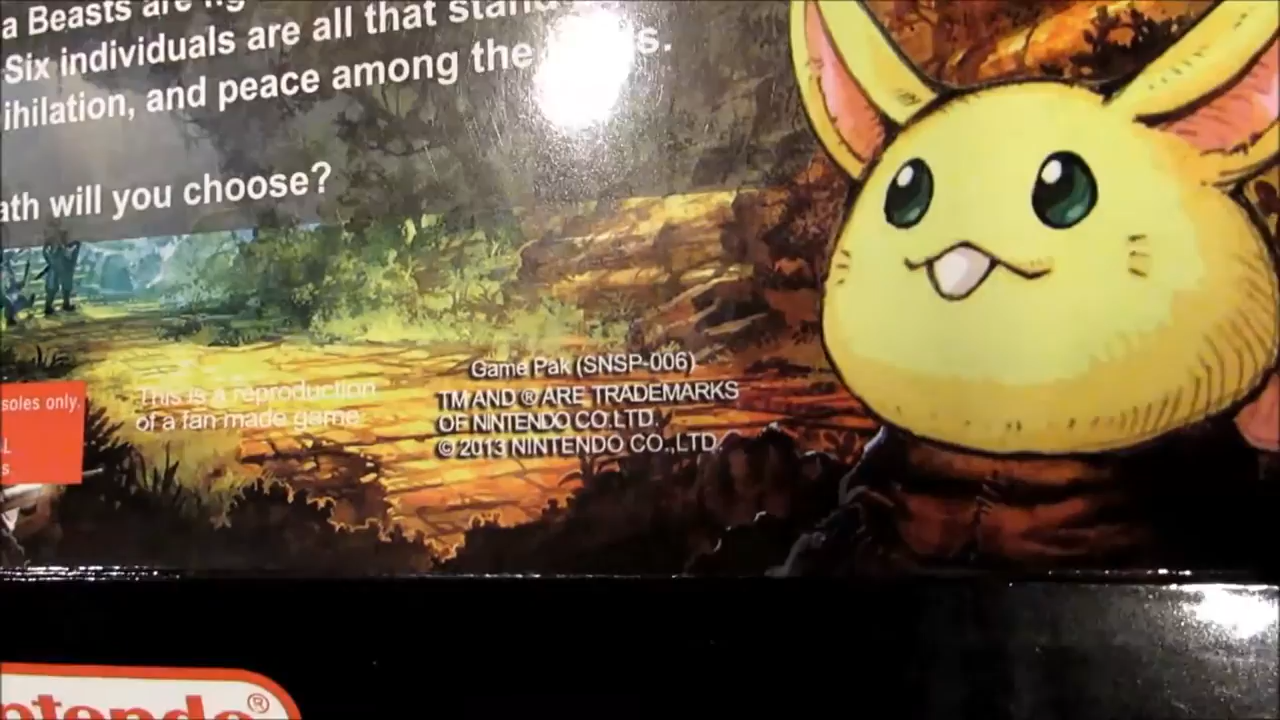 a Beasts are
Six individuals are all that
ihilation, and peace among the
ath will you choose?
Game Pak (SNSP-006)
TM AND ® ARE TRADEMARKS
OF NINTENDO CO.LTD.
© 2013 NINTENDO CO.,LTD.
This is a reproduction
of a fan made game
soles only.
L
s
ntendo®